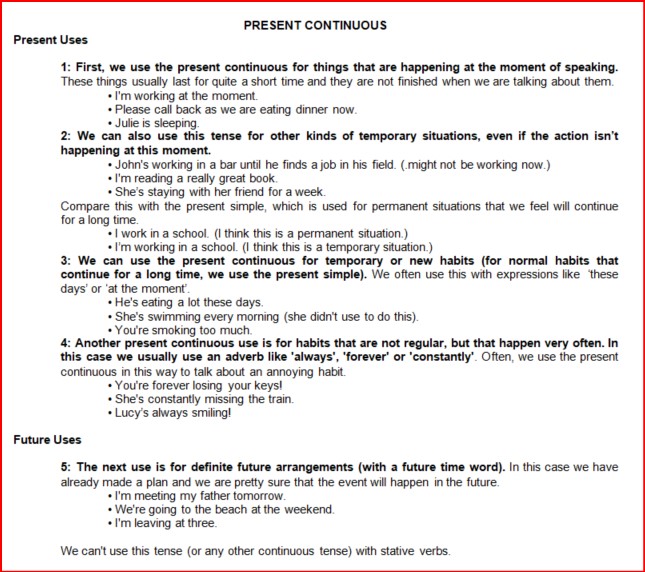 PRESENT CONTINUOUS
Present Uses
1: First, we use the present continuous for things that are happening at the moment of speaking.
These things usually last for quite a short time and they are not finished when we are talking about them.
• I'm working at the moment.
• Please call back as we are eating dinner now.
• Julie is sleeping.
2: We can also use this tense for other kinds of temporary situations, even if the action isn't
happening at this moment.
• John's working in a bar until he finds a job in his field. (.might not be working now.)
• I'm reading a really great book.
• She's staying with her friend for a week.
Compare this with the present simple, which is used for permanent situations that we feel will continue
for a long time.
• I work in a school. (I think this is a permanent situation.)
• I'm working in a school. (I think this is a temporary situation.)
3: We can use the present continuous for temporary or new habits (for normal habits that
continue for a long time, we use the present simple). We often use this with expressions like 'these
days' or 'at the moment'.
• He's eating a lot these days.
• She's swimming every morning (she didn't use to do this).
• You're smoking too much.
4: Another present continuous use is for habits that are not regular, but that happen very often. In
this case we usually use an adverb like 'always', 'forever' or 'constantly'. Often, we use the present
continuous in this way to talk about an annoying habit.
• You're forever losing your keys!
• She's constantly missing the train.
• Lucy's always smiling!
Future Uses
5: The next use is for definite future arrangements (with a future time word). In this case we have
already made a plan and we are pretty sure that the event will happen in the future.
• I'm meeting my father tomorrow.
• We're going to the beach at the weekend.
• I'm leaving at three.
We can't use this tense (or any other continuous tense) with stative verbs.